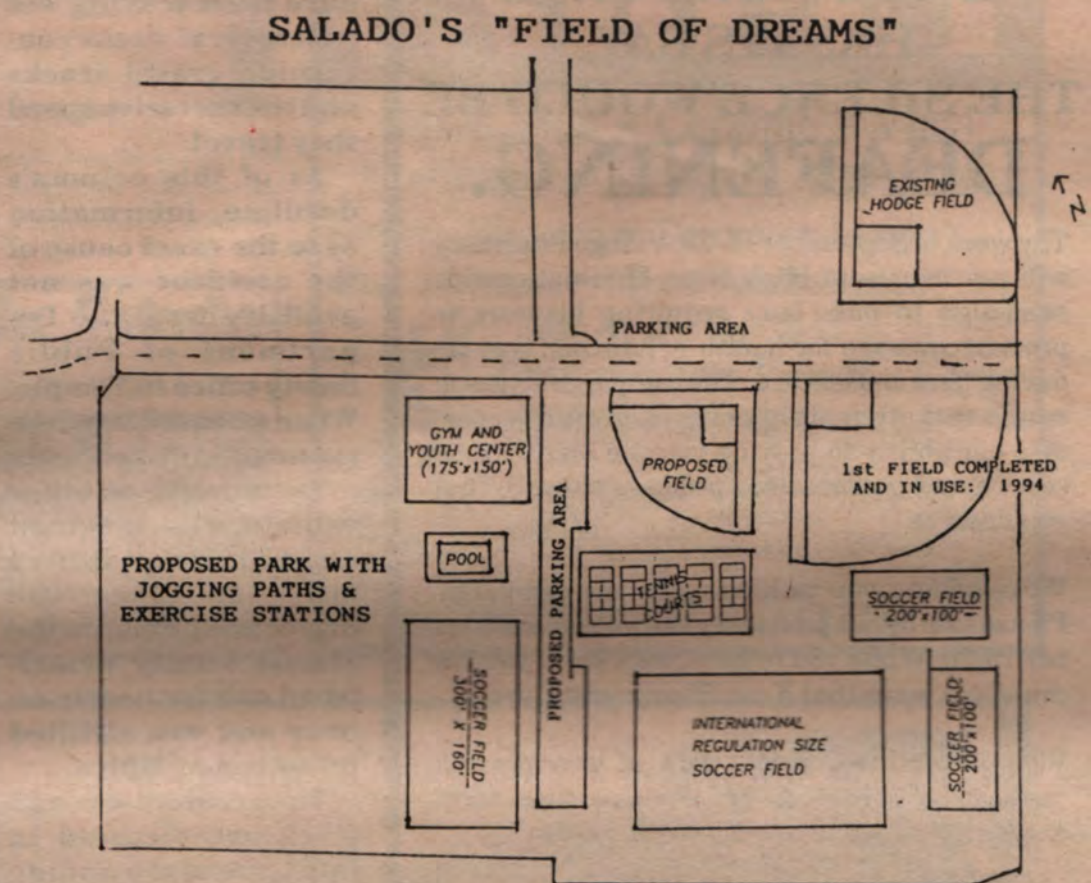 SALADO'S "FIELD OF DREAMS"
EXISTING
HODGE FIELD
N
PARKING AREA
GYM AND
YOUTH CENTER
(175'x150')
PROPOSED
FIELD
1st FIELD COMPLETED
AND IN USE: 1994
POOL
PROPOSED PARK WITH
JOGGING PATHS &
EXERCISE STATIONS
PROPOSED PARKING AREA
TENNIS
COURTS
SOCCER FIELD
200'x100'
SOCCER FIELD
300' X 160'
INTERNATIONAL
REGULATION SIZE
SOCCER FIELD
SOCCER FIELD
200'x100'